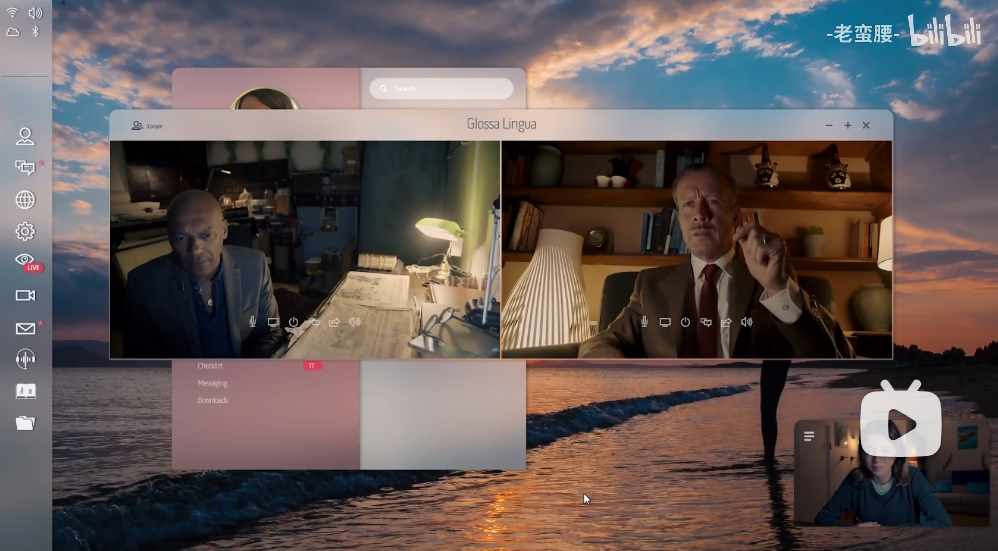 -老蛮腰- bilibili
Search
Glossa Lingua
LIVE
Checklist 17
Messaging
Downloads